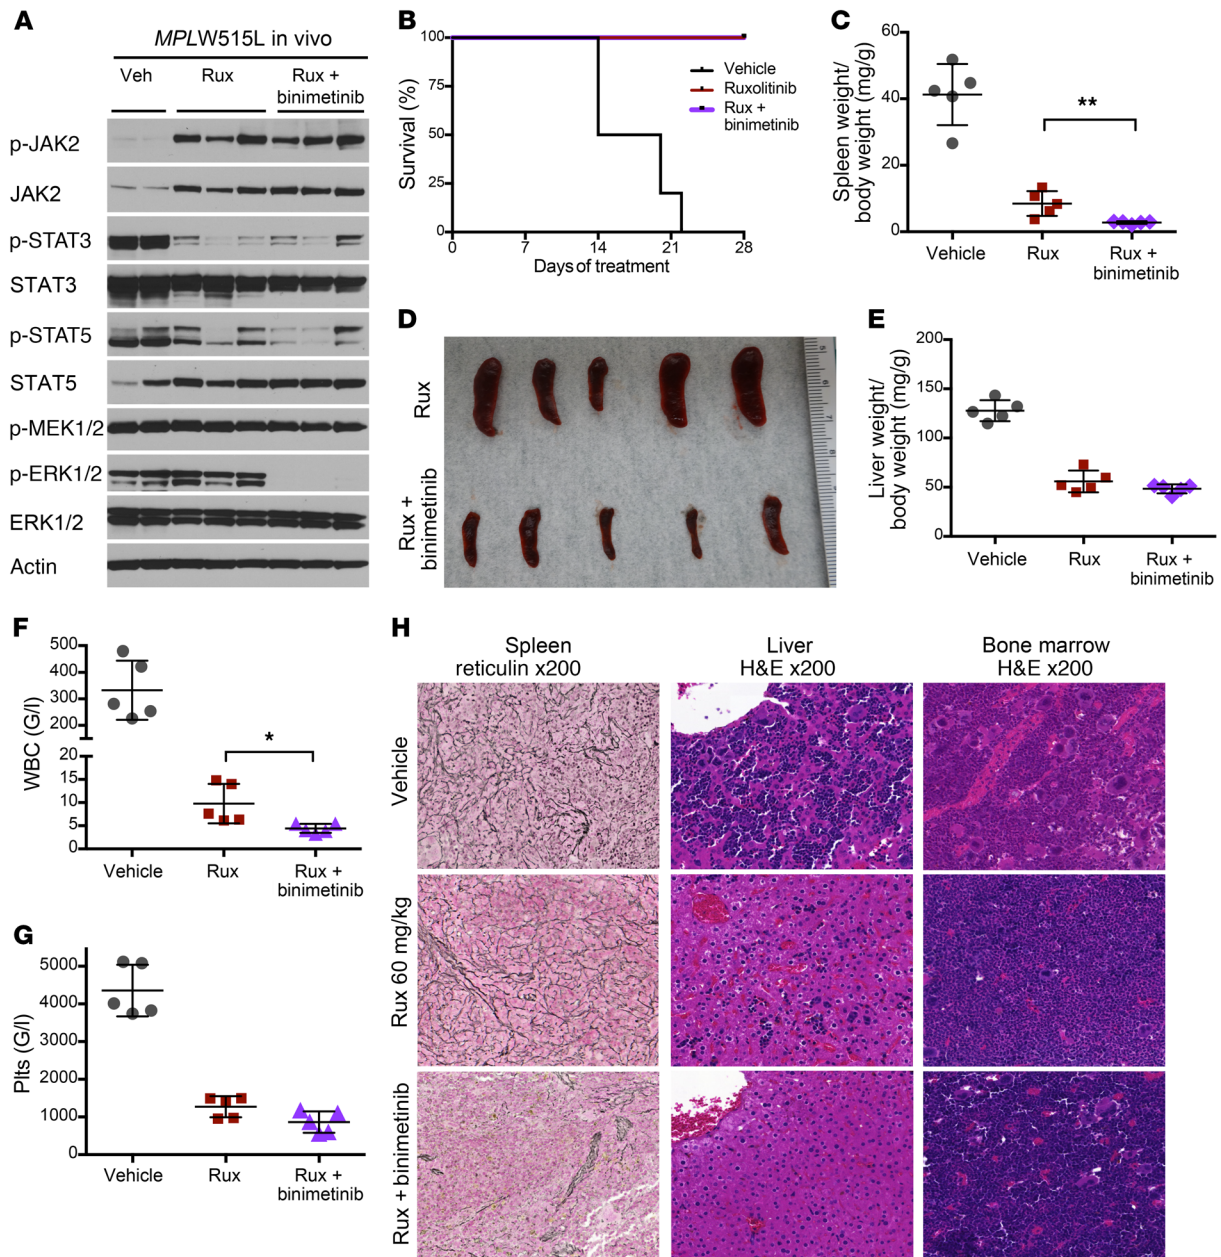 A
MPLW515L in vivo
Veh
Rux
Rux +
binimetinib
p-JAK2
JAK2
p-STAT3
STAT3
p-STAT5
STAT5
p-MEK1/2
p-ERK1/2
ERK1/2
Actin
B
Survival (%)
100
75
50
25
0
0 7 14 21 28
Days of treatment
Vehicle
Ruxolitinib
Rux +
binimetinib
C
Spleen weight/
body weight (mg/g)
60
40
20
0
**
Vehicle
Rux
Rux +
binimetinib
D
Rux
Rux +
binimetinib
E
Liver weight/
body weight (mg/g)
200
150
100
50
0
Vehicle
Rux
Rux +
binimetinib
F
WBC (G/l)
500
400
300
200
20
15
10
5
0
*
Vehicle
Rux
Rux +
binimetinib
G
Plts (G/l)
5000
4000
3000
2000
1000
0
Vehicle
Rux
Rux +
binimetinib
H
Spleen
reticulin x200
Liver
H&E x200
Bone marrow
H&E x200
Vehicle
Rux 60 mg/kg
Rux + binimetinib